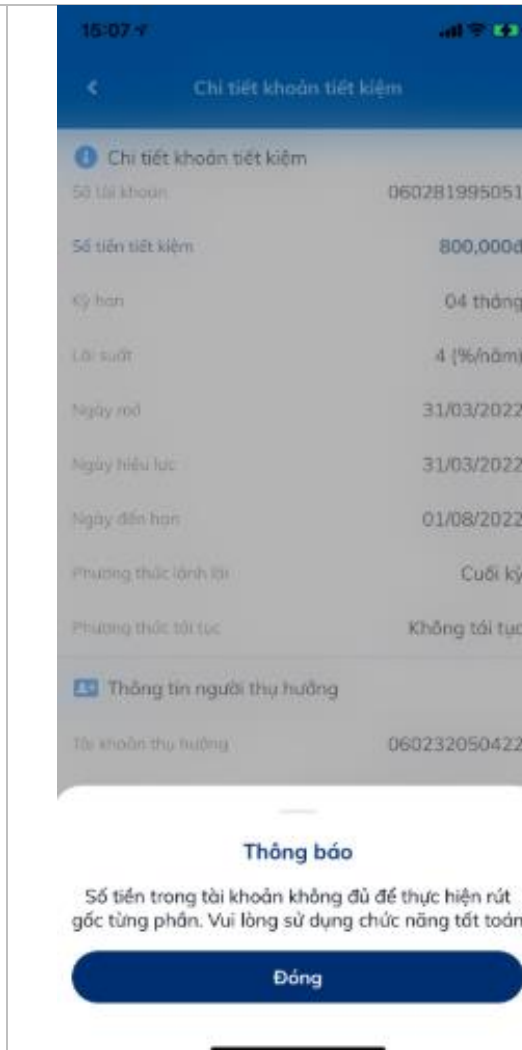 15:07
Chi tiết khoản tiết kiệm
Chi tiết khoản tiết kiệm
Số tài khoản 060281995051
Số tiền tiết kiệm 800,000đ
Kỳ hạn 04 tháng
Lãi suất 4 (%/năm)
Ngày mở 31/03/2022
Ngày hiệu lực 31/03/2022
Ngày đến hạn 01/08/2022
Phương thức lãnh lãi Cuối kỳ
Phương thức tái tục Không tái tục
Thông tin người thụ hưởng
Tài khoản thụ hưởng 060232050422
Thông báo
Số tiền trong tài khoản không đủ để thực hiện rút
gốc từng phần. Vui lòng sử dụng chức năng tất toán
Đóng